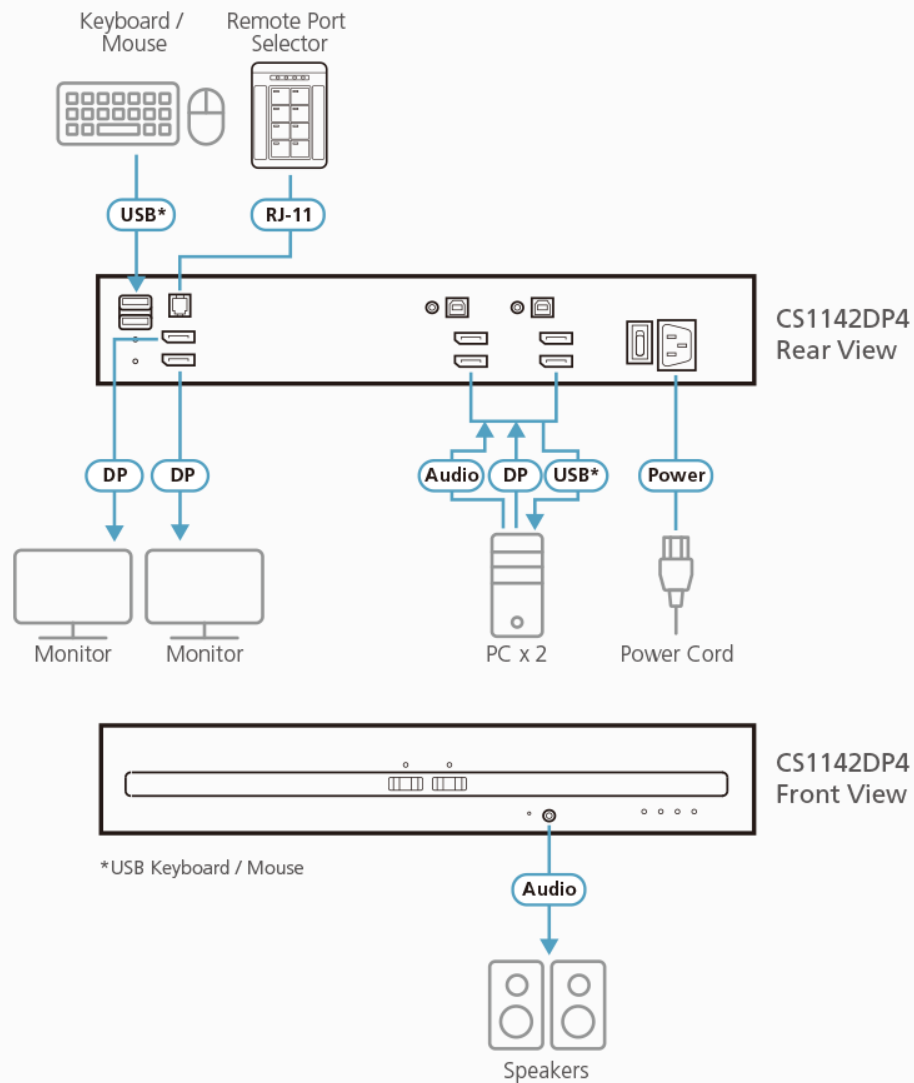 Keyboard /
Mouse
Remote Port
Selector
USB*
RJ-11
CS1142DP4
Rear View
DP
DP
Audio
DP
USB*
Power
Monitor
Monitor
PC x 2
Power Cord
CS1142DP4
Front View
*USB Keyboard / Mouse
Audio
Speakers